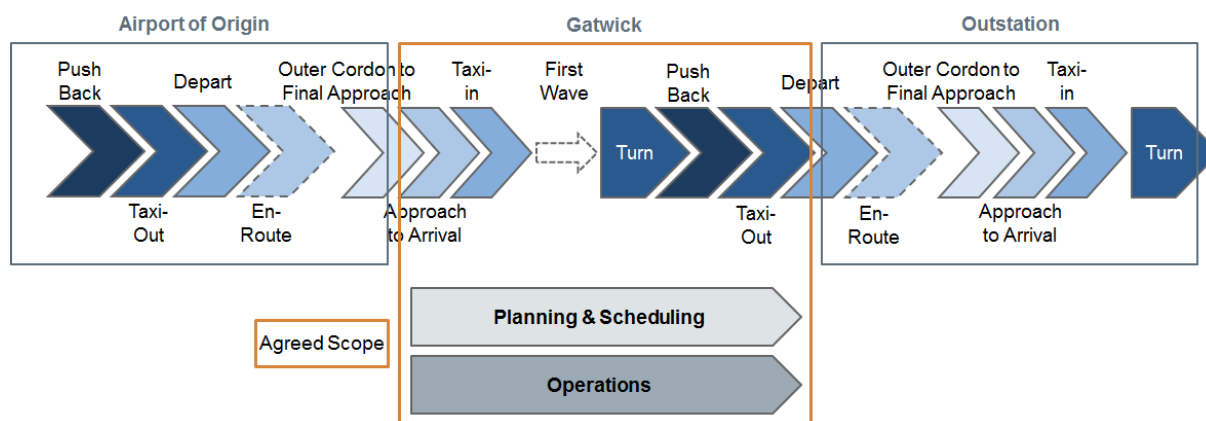 Airport of Origin
Gatwick
Outstation
Push
Back
Depart
Outer Cordon to
Final Approach
Taxi-
in
First
Wave
Push
Back
Depart
Outer Cordon to
Final Approach
Taxi-
in
Turn
Turn
Taxi-
Out
En-
Route
Approach
to Arrival
Taxi-
Out
En-
Route
Approach
to Arrival
Planning & Scheduling
Agreed Scope
Operations